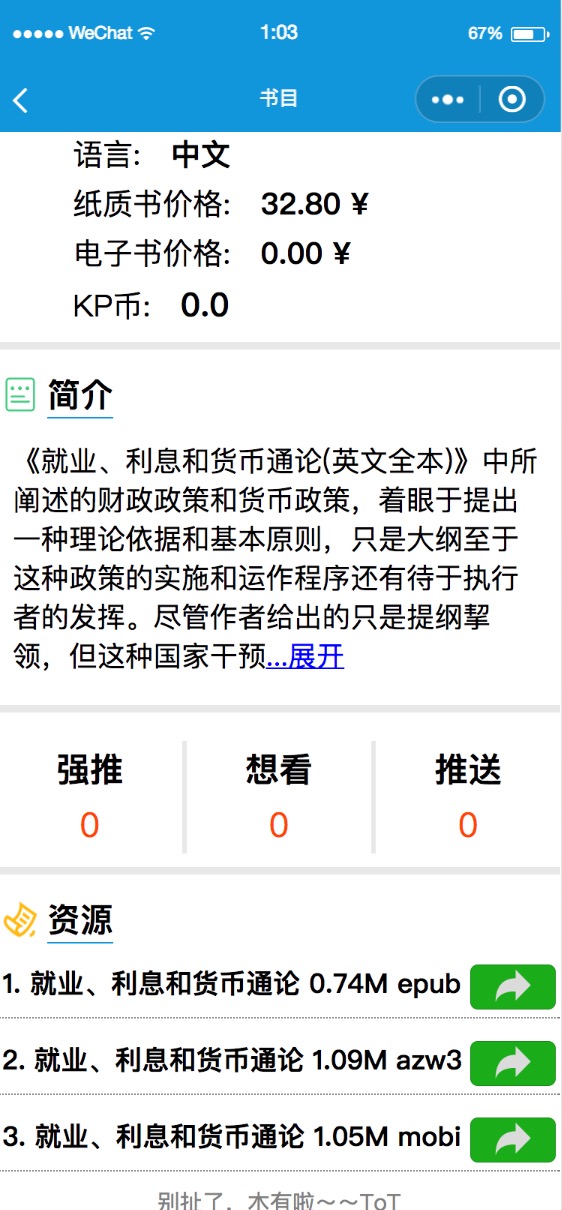 WeChat 1:03 67%
书目
语言: 中文
纸质书价格: 32.80 ¥
电子书价格: 0.00 ¥
KP币: 0.0
简介
《就业、利息和货币通论(英文全本)》中所
阐述的财政政策和货币政策，着眼于提出
一种理论依据和基本原则，只是大纲至于
这种政策的实施和运作程序还有待于执行
者的发挥。尽管作者给出的只是提纲挈
领，但这种国家干预...展开
强推 想看 推送
0 0 0
资源
1. 就业、利息和货币通论 0.74M epub
2. 就业、利息和货币通论 1.09M azw3
3. 就业、利息和货币通论 1.05M mobi
别扯了，木有啦～～ToT